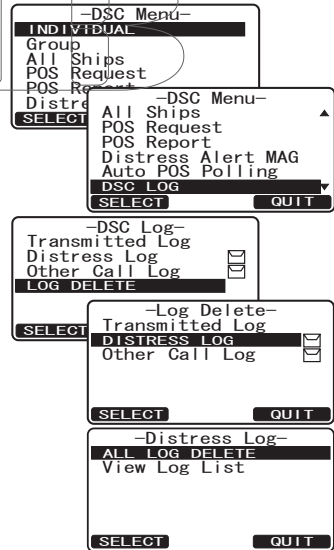 -DSC Menu-
INDIVIDUAL
Group
All Ships
POS Request
POS Report
Distre
SELECT
-DSC Menu-
All Ships
POS Request
POS Report
Distress Alert MAG
Auto POS Polling
DSC LOG
SELECT QUIT
-DSC Log-
Transmitted Log
Distress Log
Other Call Log
LOG DELETE
SELECT
-Log Delete-
Transmitted Log
DISTRESS LOG
Other Call Log
SELECT QUIT
-Distress Log-
ALL LOG DELETE
View Log List
SELECT QUIT